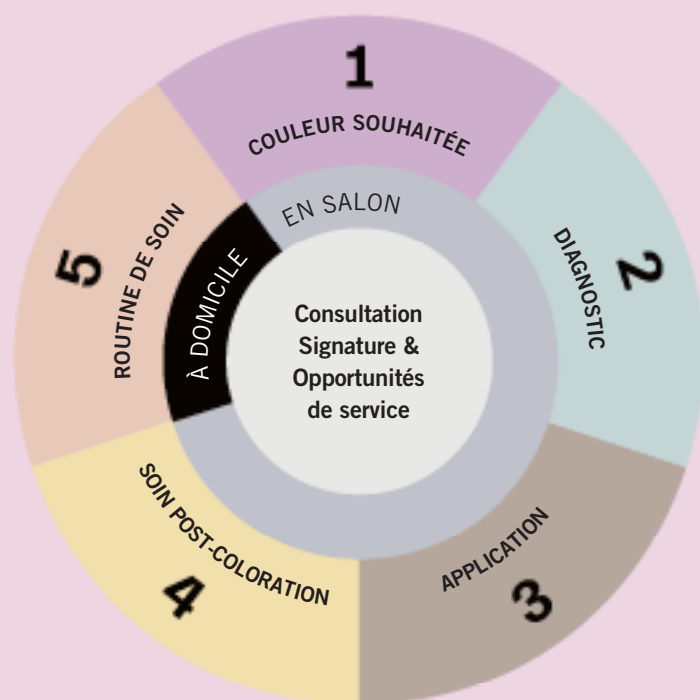 1
COULEUR SOUHAITÉE
2
DIAGNOSTIC
3
APPLICATION
4
SOIN POST-COLORATION
5
ROUTINE DE SOIN
EN SALON
À DOMICILE
Consultation
Signature &
Opportunités
de service